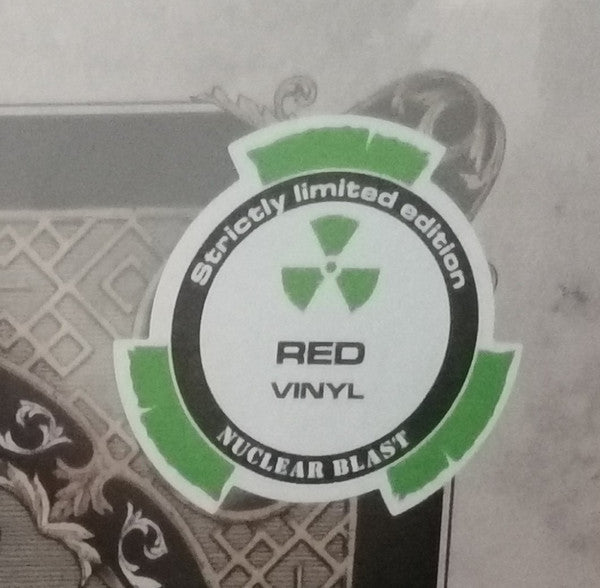 Strictly limited edition
RED
VINYL
NUCLEAR BLAST